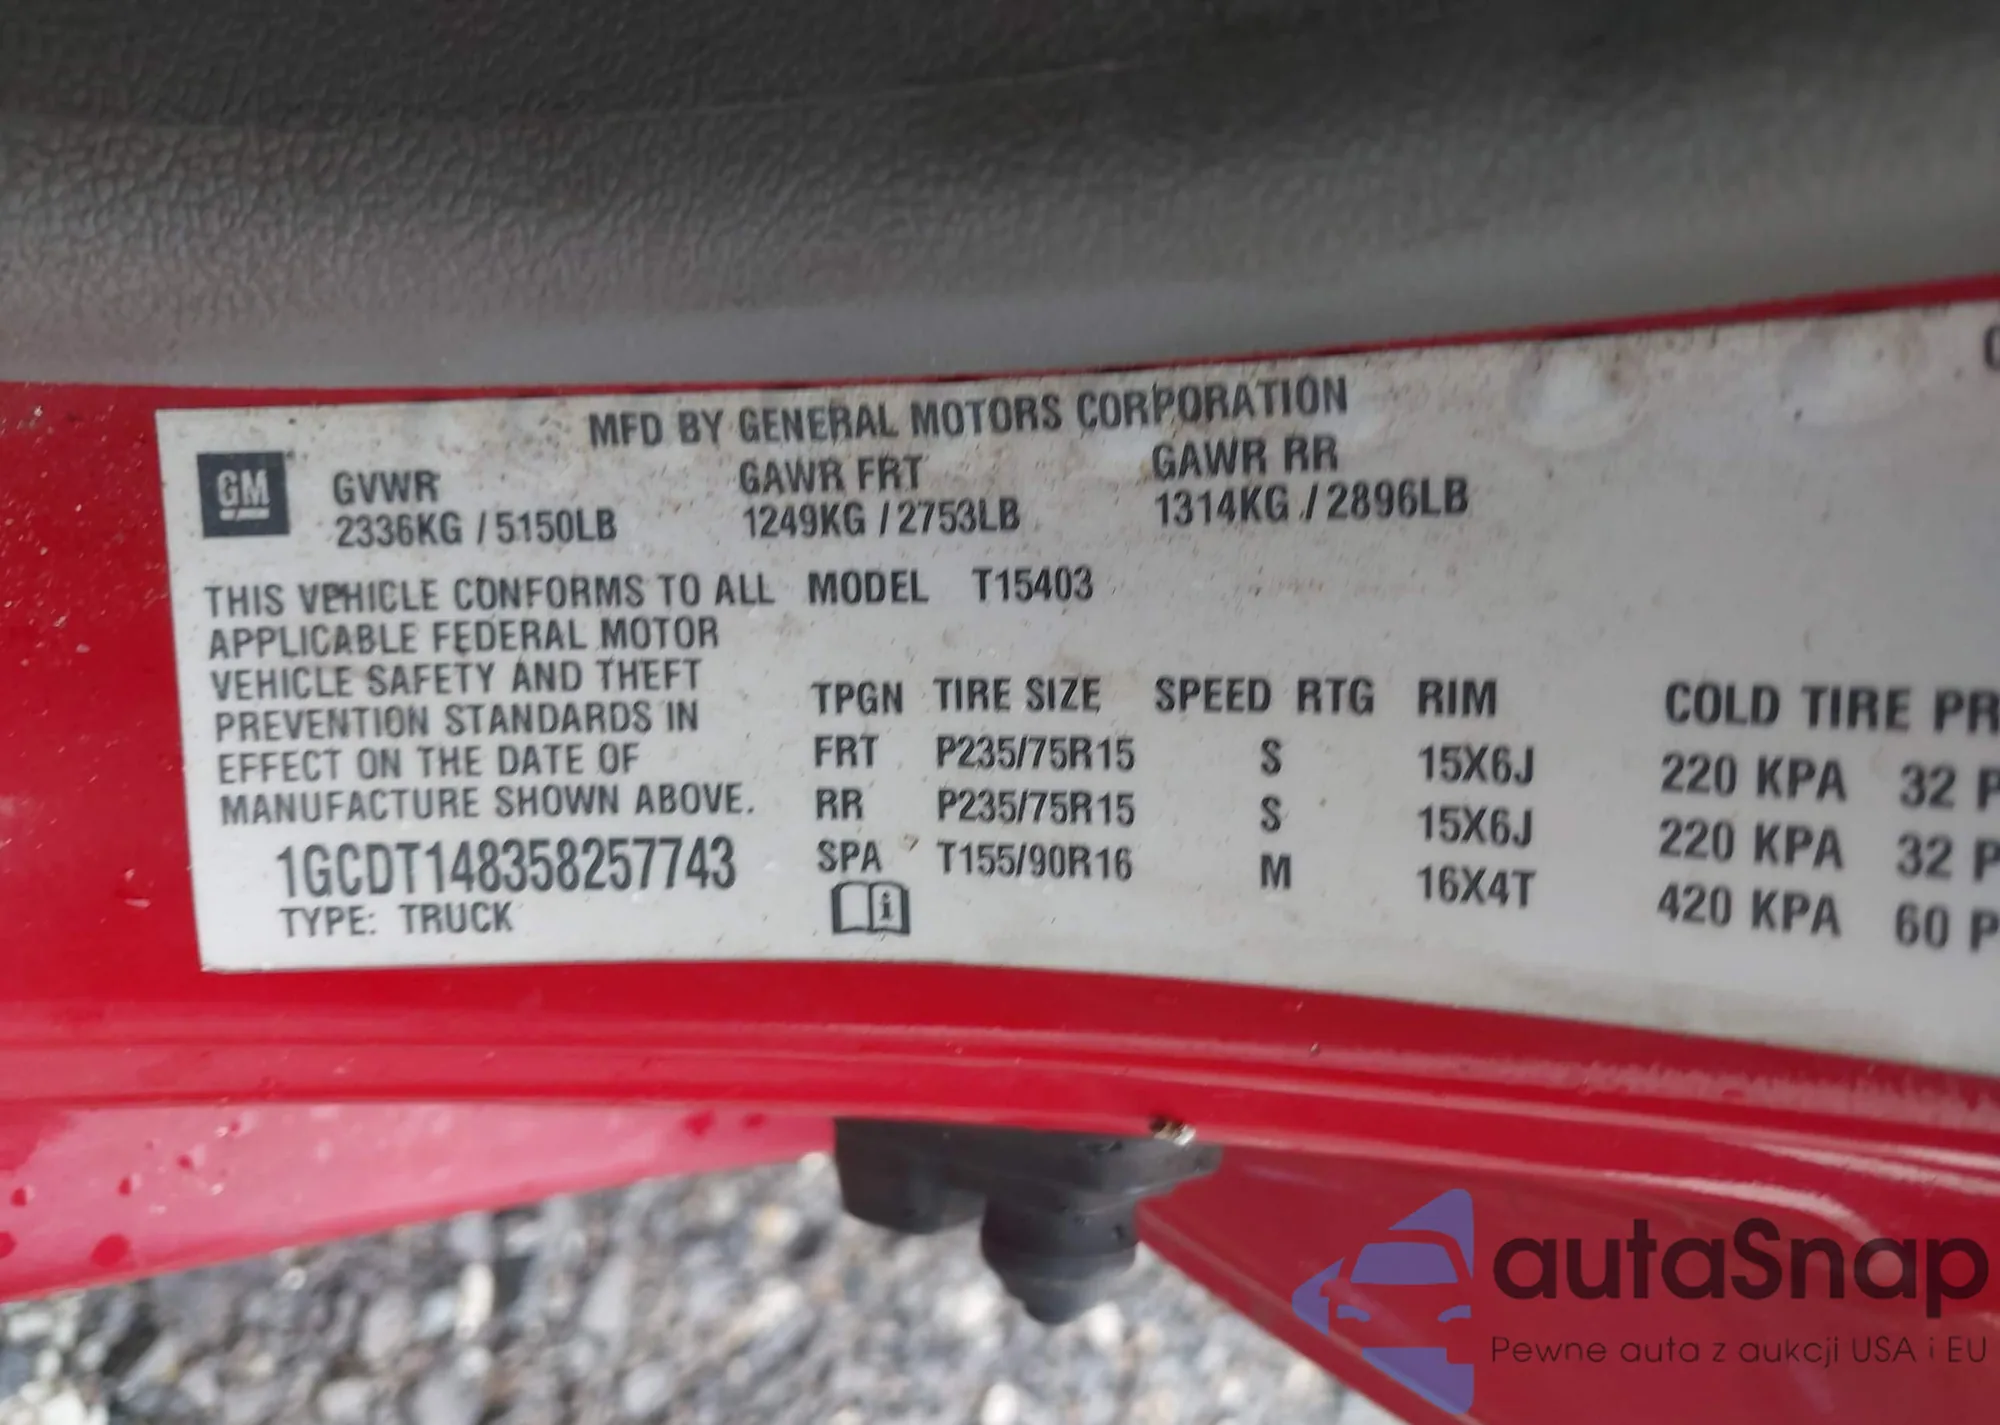 MFD BY GENERAL MOTORS CORPORATION
GM
GVWR GAWR FRT GAWR RR
2336KG / 5150LB 1249KG / 2753LB 1314KG / 2896LB
THIS VEHICLE CONFORMS TO ALL MODEL T15403
APPLICABLE FEDERAL MOTOR
VEHICLE SAFETY AND THEFT
PREVENTION STANDARDS IN
EFFECT ON THE DATE OF
MANUFACTURE SHOWN ABOVE.
1GCDT148358257743
TYPE: TRUCK
TPGN TIRE SIZE SPEED RTG RIM COLD TIRE PR
FRT P235/75R15 S 15X6J 220 KPA 32 P
RR P235/75R15 S 15X6J 220 KPA 32 P
SPA T155/90R16 M 16X4T 420 KPA 60 P
i
autaSnap
Pewne auta z aukcji USA i EU